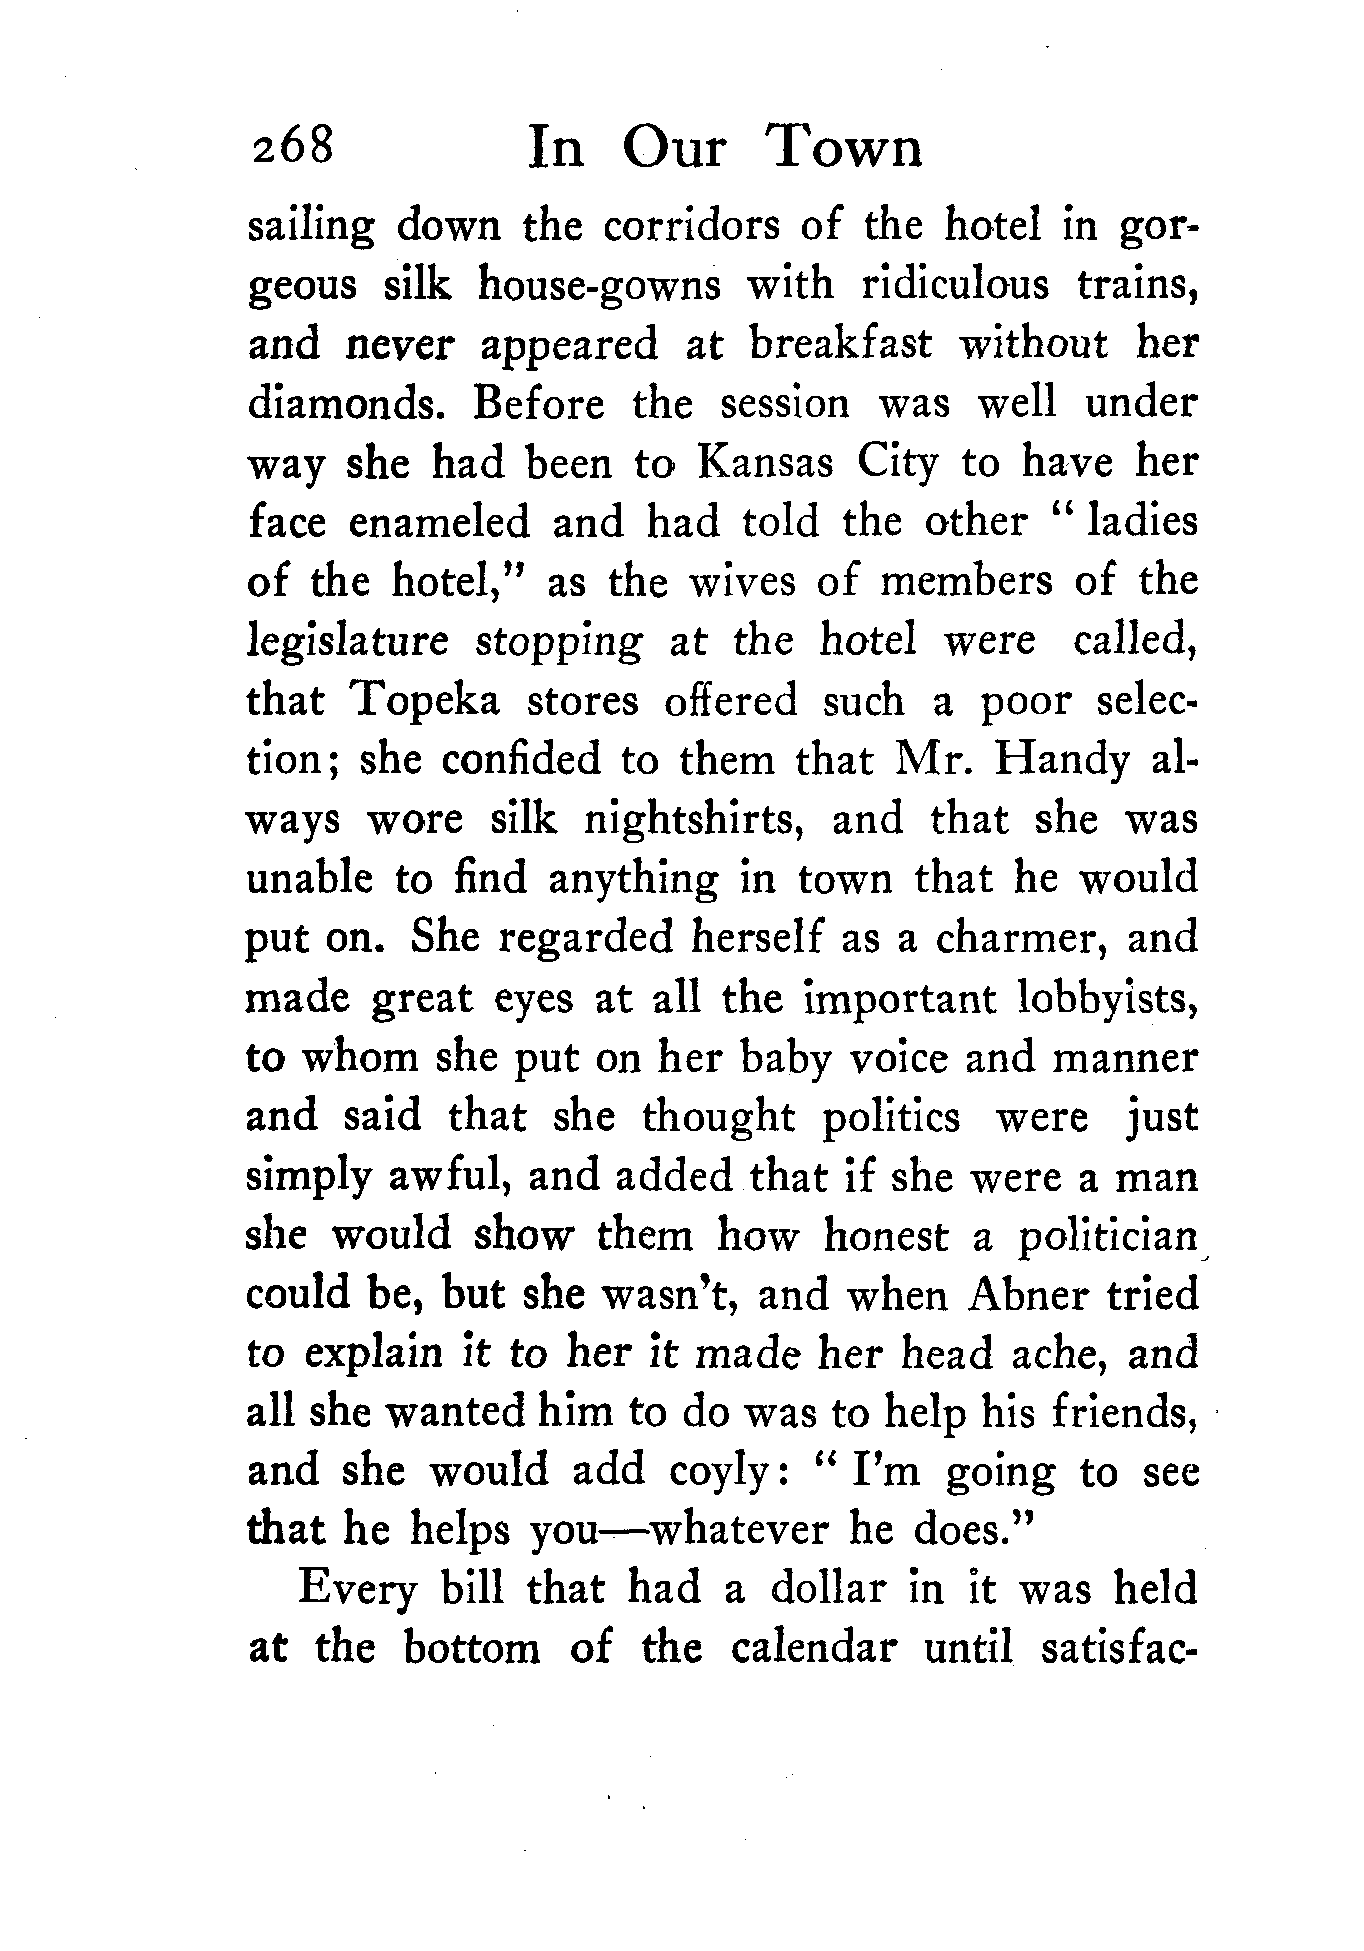 268 In Our Town
sailing down the corridors of the hotel in gor-
geous silk house-gowns with ridiculous trains,
and never appeared at breakfast without her
diamonds. Before the session was well under
way she had been to Kansas City to have her
face enameled and had told the other " ladies
of the hotel," as the wives of members of the
legislature stopping at the hotel were called,
that Topeka stores offered such a poor selec-
tion; she confided to them that Mr. Handy al-
ways wore silk nightshirts, and that she was
unable to find anything in town that he would
put on. She regarded herself as a charmer, and
made great eyes at all the important lobbyists,
to whom she put on her baby voice and manner
and said that she thought politics were just
simply awful, and added that if she were a man
she would show them how honest a politician
could be, but she wasn't, and when Abner tried
to explain it to her it made her head ache, and
all she wanted him to do was to help his friends,
and she would add coyly: " I'm going to see
that he helps you—whatever he does."
Every bill that had a dollar in it was held
at the bottom of the calendar until satisfac-